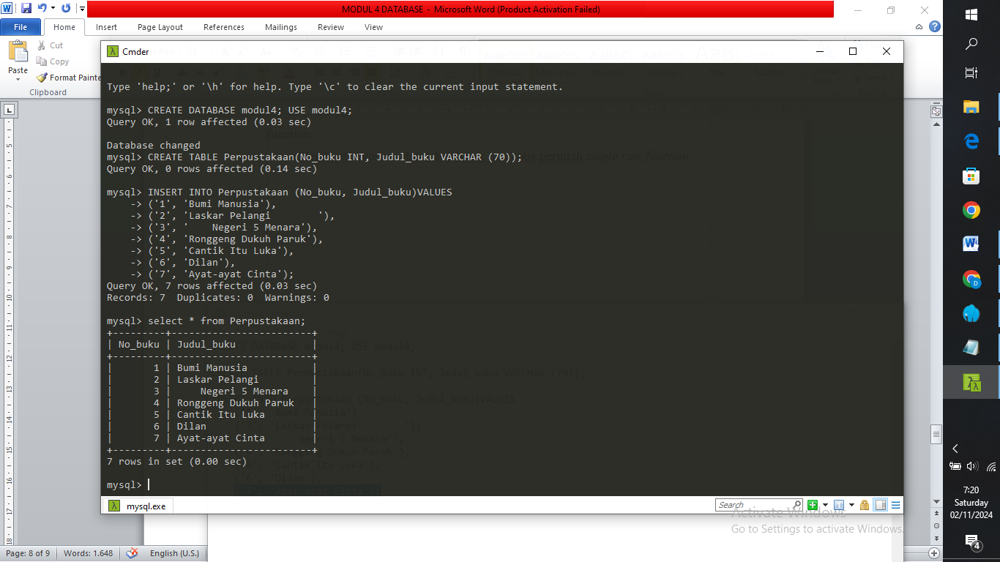 MODUL 4 DATABASE - Microsoft Word (Product Activation Failed)
File Home Insert Page Layout References Mailings Review View
Cut
Copy
Paste
Format Painte
Clipboard
Cmder
Type 'help;' or '\h' for help. Type '\c' to clear the current input statement.
mysql> CREATE DATABASE modul4; USE modul4;
Query OK, 1 row affected (0.03 sec)
Database changed
mysql> CREATE TABLE Perpustakaan(No_buku INT, Judul_buku VARCHAR (70));
Query OK, 0 rows affected (0.14 sec)
mysql> INSERT INTO Perpustakaan (No_buku, Judul_buku)VALUES
    -> ('1', 'Bumi Manusia'),
    -> ('2', 'Laskar Pelangi        '),
    -> ('3', '    Negeri 5 Menara'),
    -> ('4', 'Ronggeng Dukuh Paruk'),
    -> ('5', 'Cantik Itu Luka'),
    -> ('6', 'Dilan'),
    -> ('7', 'Ayat-ayat Cinta');
Query OK, 7 rows affected (0.03 sec)
Records: 7  Duplicates: 0  Warnings: 0
mysql> select * from Perpustakaan;
+---------+------------------------+
| No_buku | Judul_buku             |
+---------+------------------------+
|       1 | Bumi Manusia           |
|       2 | Laskar Pelangi         |
|       3 |     Negeri 5 Menara    |
|       4 | Ronggeng Dukuh Paruk   |
|       5 | Cantik Itu Luka        |
|       6 | Dilan                  |
|       7 | Ayat-ayat Cinta        |
+---------+------------------------+
7 rows in set (0.00 sec)
mysql>
mysql.exe
Search
Activate Windows
Go to Settings to activate Windows.
Page: 8 of 9 Words: 1.648 English (U.S.)
7:20
Saturday
02/11/2024
4